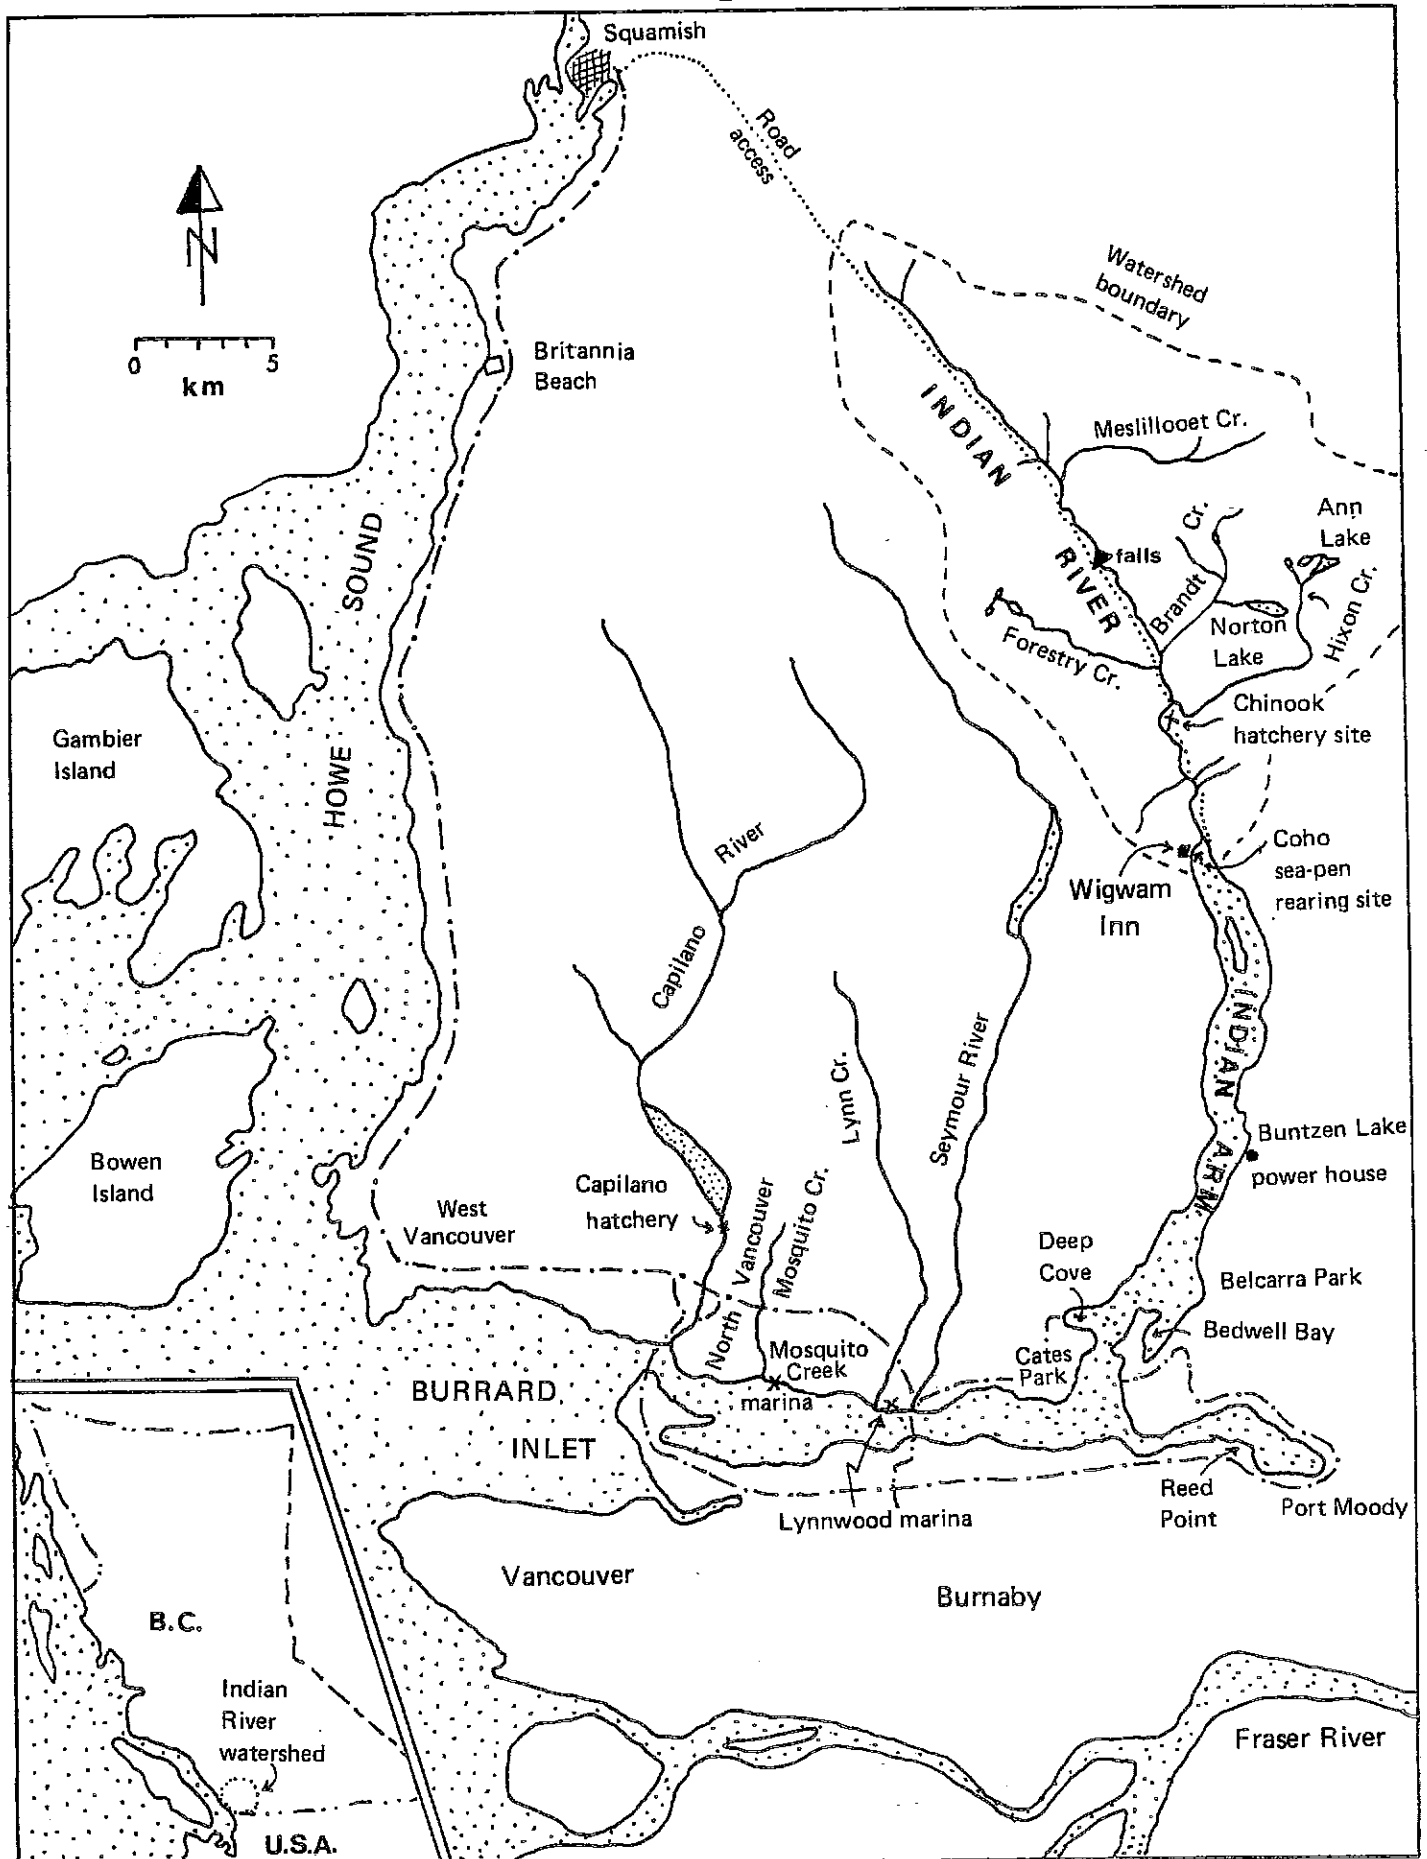 Squamish
Road
access
N
0
5
km
Watershed
boundary
Britannia
Beach
INDIAN
RIVER
Meslillooet Cr.
Ann
Lake
falls
Brandt
Cr.
Hixon Cr.
Norton
Lake
Forestry Cr.
SOUND
HOWE
Chinook
hatchery site
Gambier
Island
Coho
sea-pen
rearing site
Wigwam
Inn
River
Capilano
INDIAN
ARM
Lynn Cr.
Seymour River
Buntzen Lake
power house
Bowen
Island
Capilano
hatchery
West
Vancouver
North Vancouver
Mosquito Cr.
Deep
Cove
Belcarra Park
Bedwell Bay
Cates
Park
Mosquito
Creek
marina
BURRARD
INLET
Reed
Point
Port Moody
Lynnwood marina
Vancouver
Burnaby
B.C.
Indian
River
watershed
U.S.A.
Fraser River